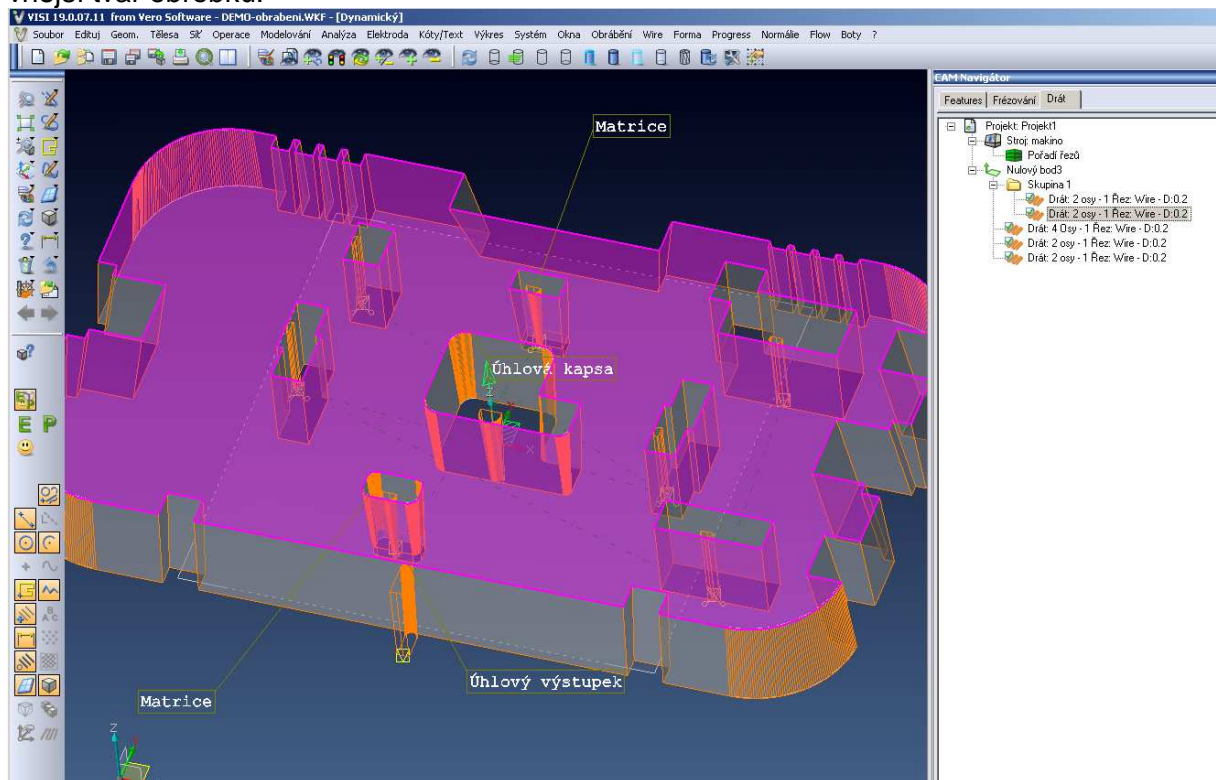 vnější tvar obrobku.
VISI 19.0.07.11 from Vero Software - DEMO-obrabeni.WKF - [Dynamický]
Soubor Edituj Geom. Tělesa Síť Operace Modelování Analýza Elektroda Kóty/Text Výkres Systém Okna Obrábění Wire Forma Progress Normálie Flow Boty ?
CAM Navigátor
Features Frézování Drát
Projekt: Projekt1
Stroj: makino
Pořadí řezů
Nulový bod3
Skupina 1
Drát: 2 osy - 1 Řez: Wire - D:0.2
Drát: 2 osy - 1 Řez: Wire - D:0.2
Drát: 4 Osy - 1 Řez: Wire - D:0.2
Drát: 2 osy - 1 Řez: Wire - D:0.2
Drát: 2 osy - 1 Řez: Wire - D:0.2
Matrice
Úhlová kapsa
X
E P
Úhlový výstupek
Matrice
Z